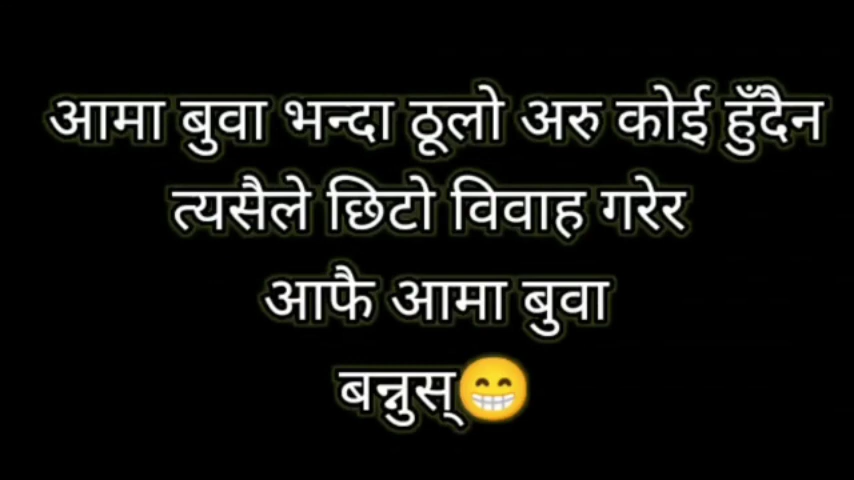 आमा बुवा भन्दा ठूलो अरु कोई हुँदैन
त्यसैले छिटो विवाह गरेर
आफै आमा बुवा
बन्नुस्😁